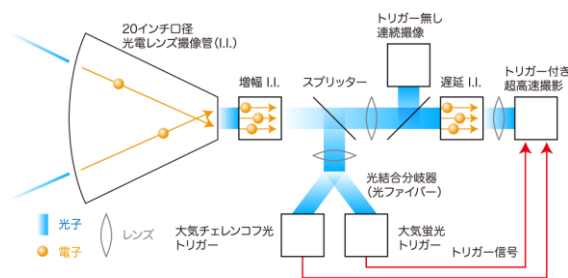 20インチ口径
光電レンズ撮像管(I.I.)
増幅 I.I.
スプリッター
トリガー無し
連続撮像
遅延 I.I.
トリガー付き
超高速撮影
光結合分岐器
(光ファイバー)
大気チェレンコフ光
トリガー
大気蛍光
トリガー
トリガー信号
光子
電子
レンズ